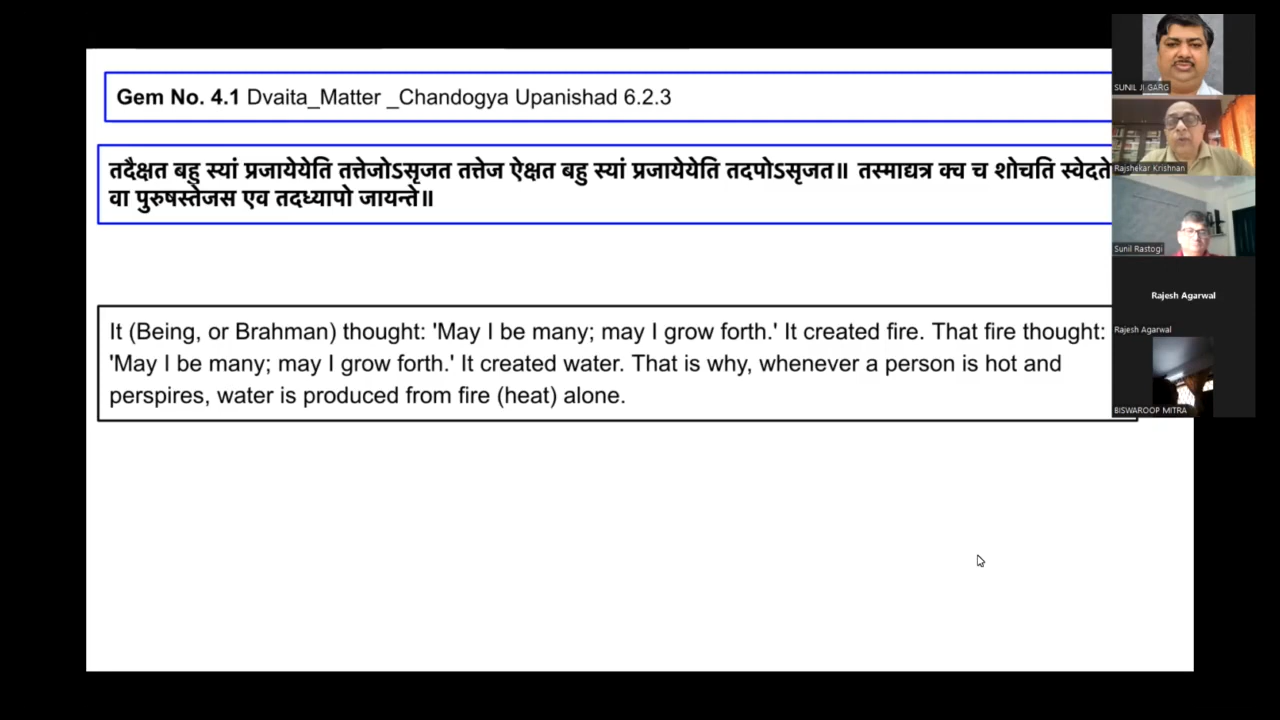 Gem No. 4.1 Dvaita_Matter _Chandogya Upanishad 6.2.3
तदैक्षत बहु स्यां प्रजायेयेति तत्तेजोऽसृजत तत्तेज ऐक्षत बहु स्यां प्रजायेयेति तदपोऽसृजत॥ तस्माद्यत्र क्व च शोचति स्वेदते
वा पुरुषस्तेजस एव तदध्यापो जायन्ते॥
It (Being, or Brahman) thought: 'May I be many; may I grow forth.' It created fire. That fire thought:
'May I be many; may I grow forth.' It created water. That is why, whenever a person is hot and
perspires, water is produced from fire (heat) alone.
SUNIL JI GARG
Rajshekar Krishnan
Sunil Rastogi
Rajesh Agarwal
Rajesh Agarwal
BISWAROOP MITRA